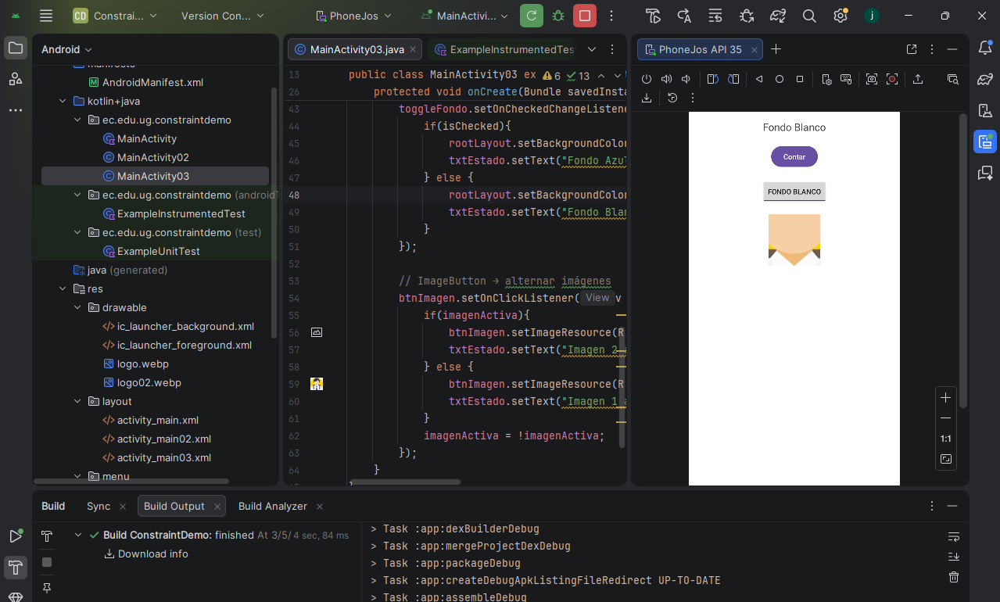 CD Constrai...
Version Con...
PhoneJos
MainActivi...
j
Android
manifests
AndroidManifest.xml
kotlin+java
ec.edu.ug.constraintdemo
MainActivity
MainActivity02
MainActivity03
ec.edu.ug.constraintdemo (androidT
ExampleInstrumentedTest
ec.edu.ug.constraintdemo (test)
ExampleUnitTest
java (generated)
res
drawable
ic_launcher_background.xml
ic_launcher_foreground.xml
logo.webp
logo02.webp
layout
activity_main.xml
activity_main02.xml
activity_main03.xml
menu
MainActivity03.java
ExampleInstrumentedTes
6 13
13 public class MainActivity03 ex
26 protected void onCreate(Bundle savedInsta
43 toggleFondo.setOnCheckedChangeListene
44 if(isChecked){
45 rootLayout.setBackgroundColor
46 txtEstado.setText("Fondo Azul
47 } else {
48 rootLayout.setBackgroundColor
49 txtEstado.setText("Fondo Blan
50 }
51 });
52
53 // ImageButton → alternar imágenes
54 btnImagen.setOnClickListener( View v
55 if(imagenActiva){
56 btnImagen.setImageResource(R
57 txtEstado.setText("Imagen 2 a
58 } else {
59 btnImagen.setImageResource(R
60 txtEstado.setText("Imagen 1 a
61 }
62 imagenActiva = !imagenActiva;
63 });
64 }
PhoneJos API 35
Fondo Blanco
Contar
FONDO BLANCO
1:1
Build
Sync
Build Output
Build Analyzer
Build ConstraintDemo: finished At 3/5/ 4 sec, 84 ms
Download info
> Task :app:dexBuilderDebug
> Task :app:mergeProjectDexDebug
> Task :app:packageDebug
> Task :app:createDebugApkListingFileRedirect UP-TO-DATE
> Task :app:assembleDebug